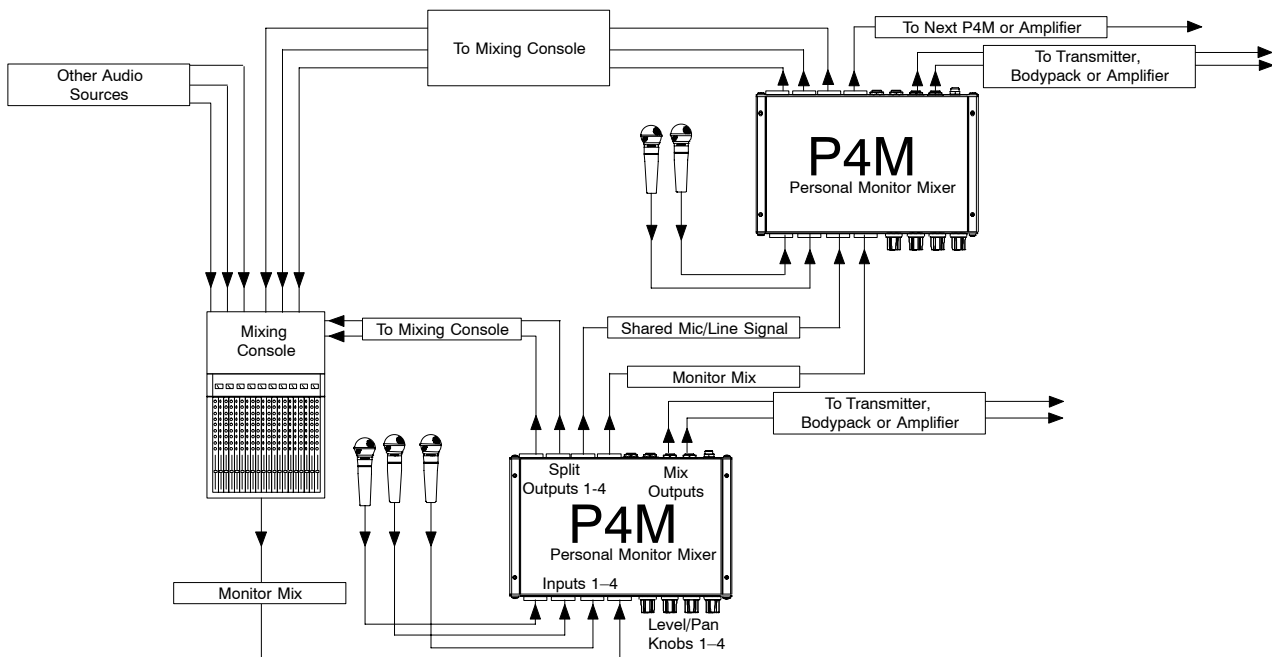 To Next P4M or Amplifier
To Mixing Console
To Transmitter,
Bodypack or Amplifier
Other Audio
Sources
P4M
Personal Monitor Mixer
Mixing
Console
To Mixing Console
Shared Mic/Line Signal
Monitor Mix
To Transmitter,
Bodypack or Amplifier
Split
Outputs 1-4
Mix
Outputs
P4M
Personal Monitor Mixer
Inputs 1–4
Monitor Mix
Level/Pan
Knobs 1–4